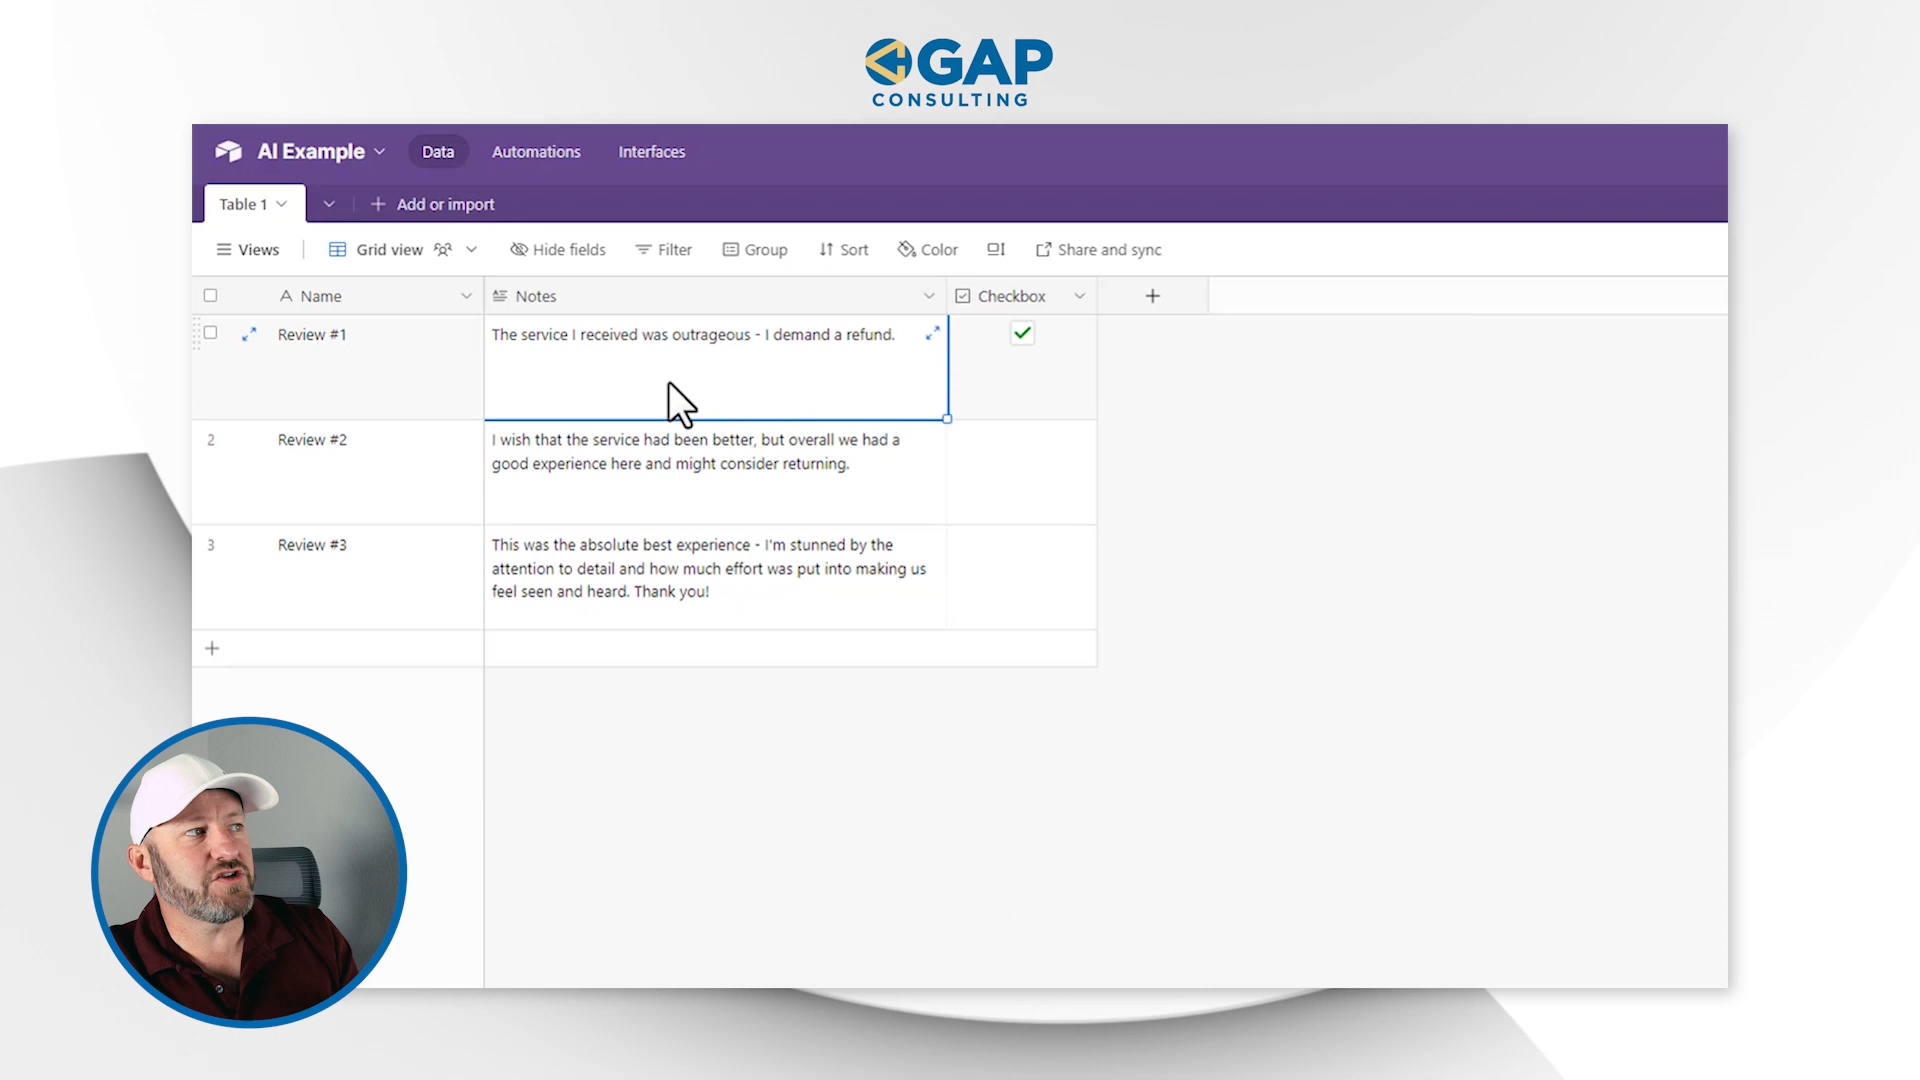 GAP
CONSULTING
AI Example
Data
Automations
Interfaces
Table 1
Add or import
Views
Grid view
Hide fields
Filter
Group
Sort
Color
Share and sync
Name
Notes
Checkbox
Review #1
The service I received was outrageous - I demand a refund.
2
Review #2
I wish that the service had been better, but overall we had a
good experience here and might consider returning.
3
Review #3
This was the absolute best experience - I'm stunned by the
attention to detail and how much effort was put into making us
feel seen and heard. Thank you!